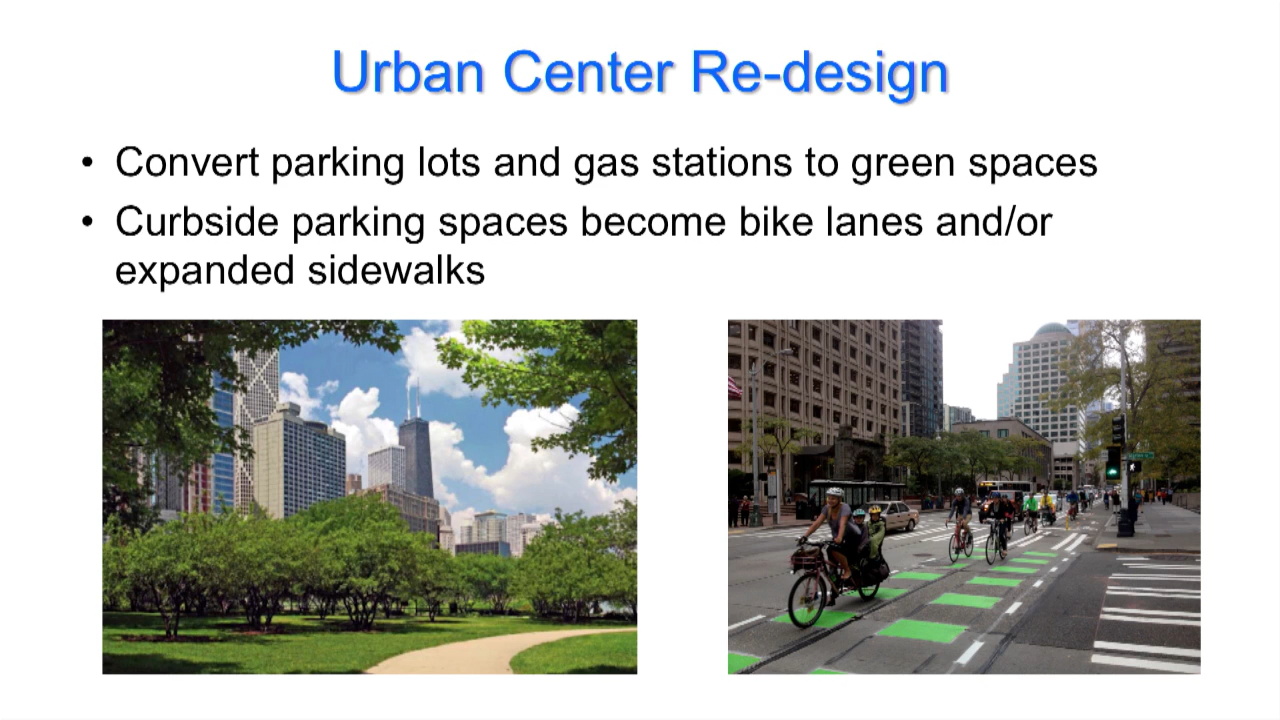 Urban Center Re-design
• Convert parking lots and gas stations to green spaces
• Curbside parking spaces become bike lanes and/or
expanded sidewalks